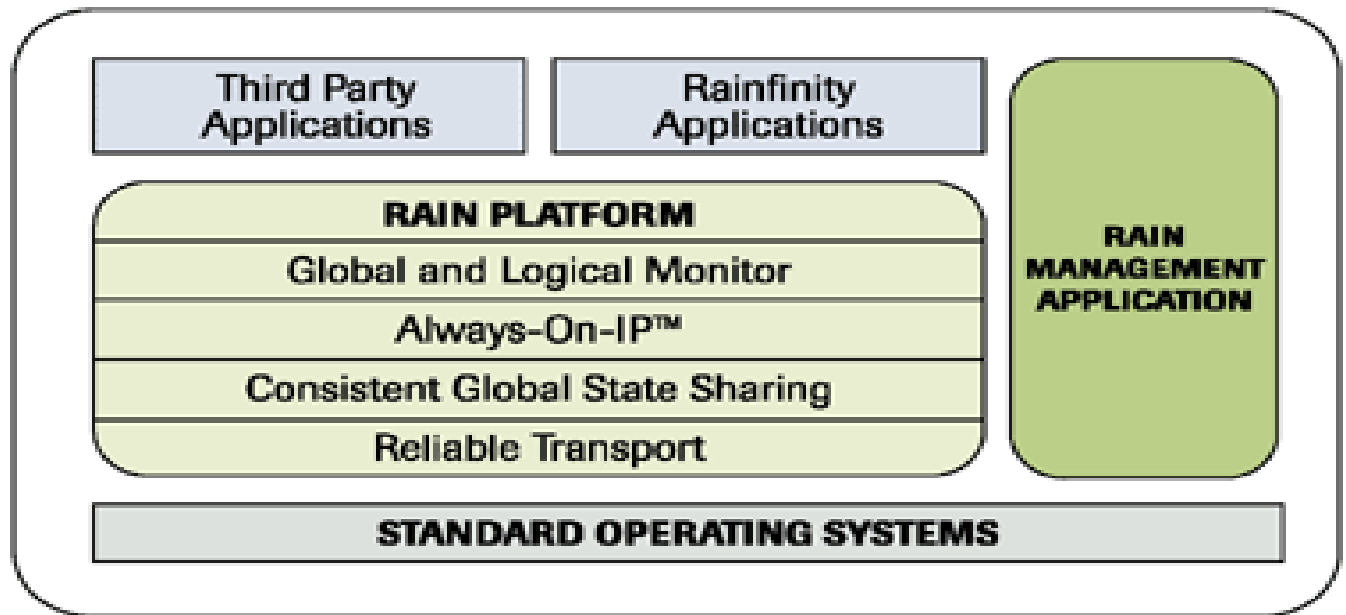 Third Party
Applications
Rainfinity
Applications
RAIN PLATFORM
Global and Logical Monitor
Always-On-IP™
Consistent Global State Sharing
Reliable Transport
RAIN
MANAGEMENT
APPLICATION
STANDARD OPERATING SYSTEMS